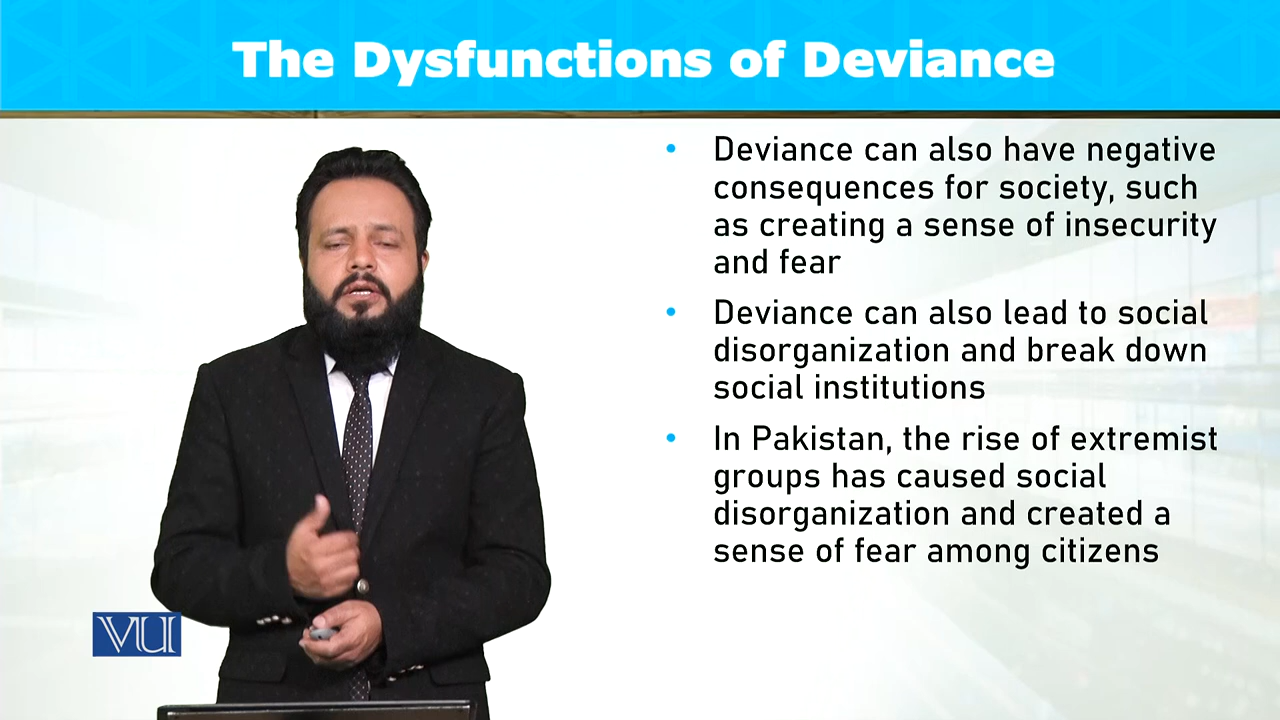 The Dysfunctions of Deviance
• Deviance can also have negative
consequences for society, such
as creating a sense of insecurity
and fear
• Deviance can also lead to social
disorganization and break down
social institutions
• In Pakistan, the rise of extremist
groups has caused social
disorganization and created a
sense of fear among citizens
VU